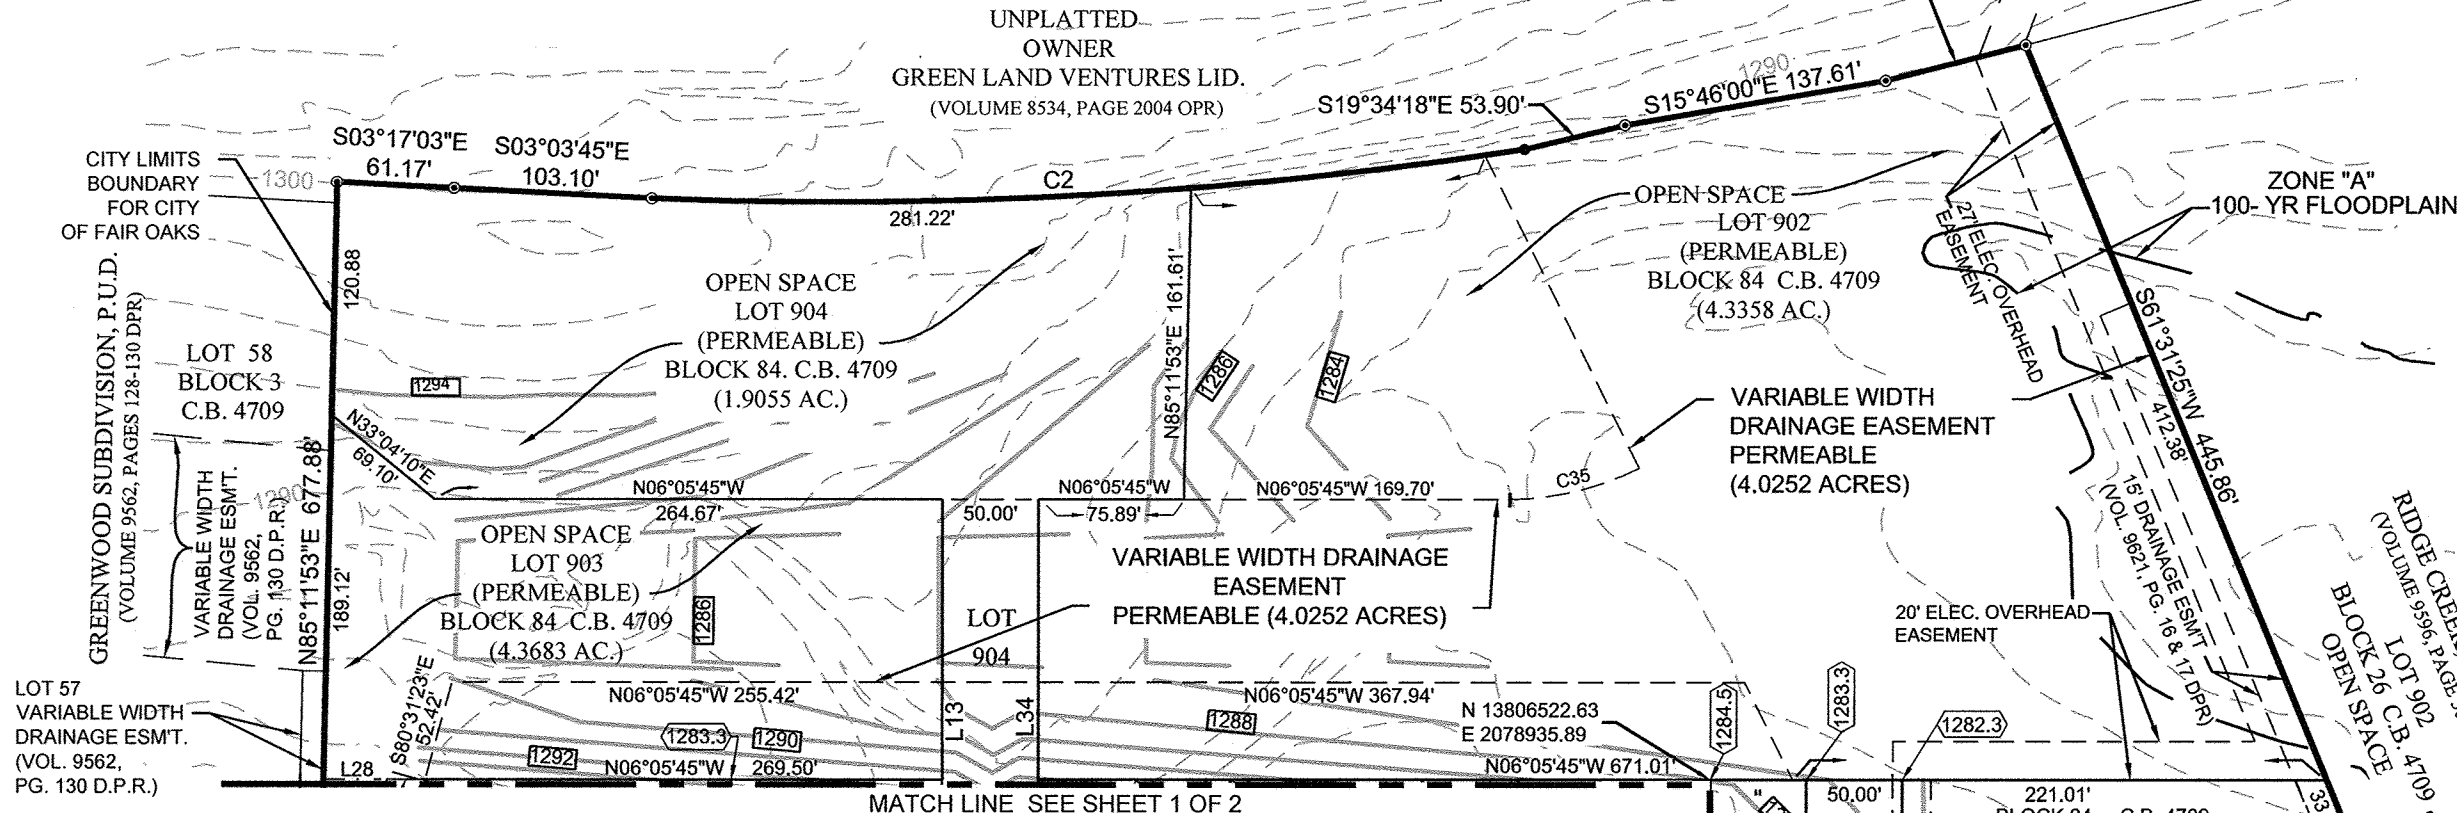 UNPLATTED
OWNER
GREEN LAND VENTURES LID.
(VOLUME 8534, PAGE 2004 OPR)
1290
S19°34'18"E 53.90'
S15°46'00"E 137.61'
S03°17'03"E
61.17'
S03°03'45"E
103.10'
C2
281.22'
CITY LIMITS
BOUNDARY
FOR CITY
OF FAIR OAKS
1300
120.88
GREENWOOD SUBDIVISION, P.U.D.
(VOLUME 9562, PAGES 128-130 DPR)
LOT 58
BLOCK 3
C.B. 4709
OPEN SPACE
LOT 904
(PERMEABLE)
BLOCK 84. C.B. 4709
(1.9055 AC.)
N85°11'53"E 161.61'
OPEN SPACE
LOT 902
(PERMEABLE)
BLOCK 84 C.B. 4709
(4.3358 AC.)
27' ELEC. OVERHEAD
EASEMENT
ZONE "A"
100- YR FLOODPLAIN
S61°31'25"W 445.86'
412.38'
1294
1286
1284
VARIABLE WIDTH
DRAINAGE EASEMENT
PERMEABLE
(4.0252 ACRES)
N33°04'10"E
69.10'
N85°11'53"E 677.88'
189.12'
VARIABLE WIDTH
DRAINAGE ESM'T.
(VOL. 9562,
PG. 130 D.P.R.)
1290
N06°05'45"W
264.67'
50.00'
N06°05'45"W
75.89'
N06°05'45"W 169.70'
C35
OPEN SPACE
LOT 903
(PERMEABLE)
BLOCK 84 C.B. 4709
(4.3683 AC.)
1286
LOT
904
VARIABLE WIDTH DRAINAGE
EASEMENT
PERMEABLE (4.0252 ACRES)
15' DRAINAGE ESM'T
(VOL. 9621, PG. 16 & 17 DPR)
20' ELEC. OVERHEAD
EASEMENT
RIDGE CREEK
(VOLUME 9596, PAGE
LOT 902
BLOCK 26 C.B. 4709
OPEN SPACE
LOT 57
VARIABLE WIDTH
DRAINAGE ESM'T.
(VOL. 9562,
PG. 130 D.P.R.)
S80°31'23"E
52.42'
N06°05'45"W 255.42'
N06°05'45"W 367.94'
L13
L34
1288
N 13806522.63
E 2078935.89
1284.5
1283.3
1282.3
1283.3
1290
1292
L28
N06°05'45"W 269.50'
N06°05'45"W 671.01'
MATCH LINE SEE SHEET 1 OF 2
50.00'
221.01'
33